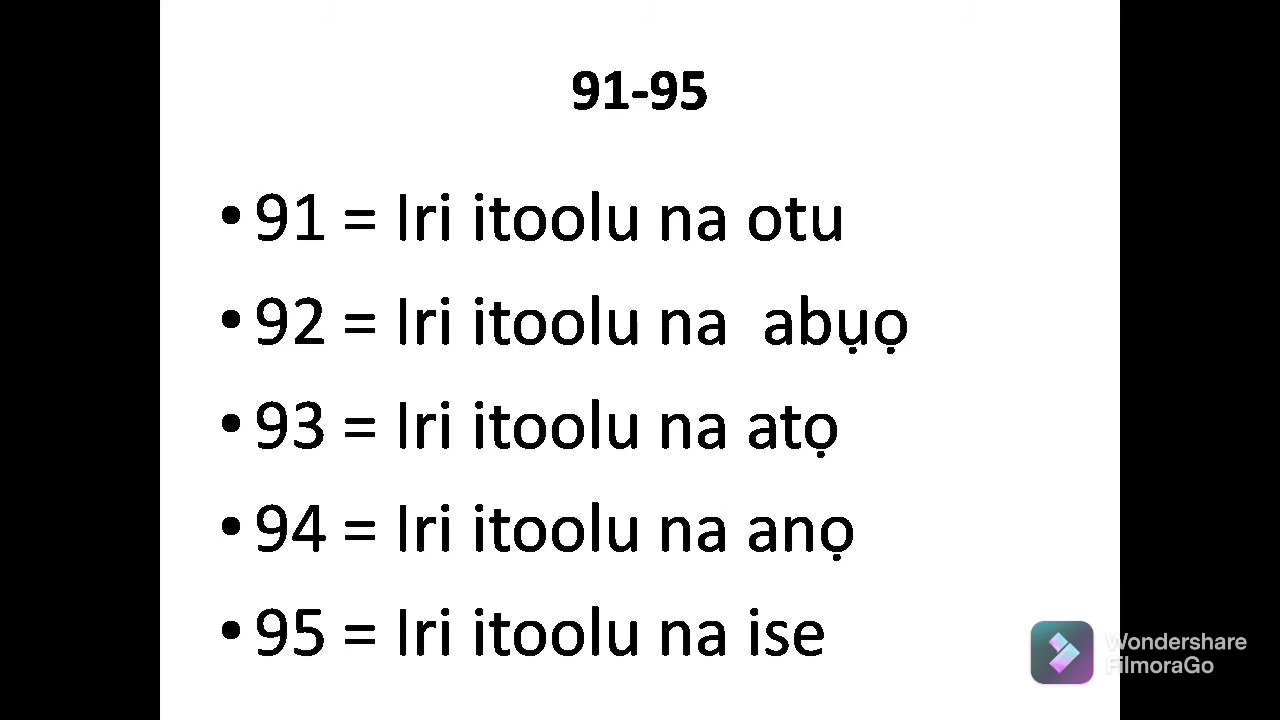 91-95
• 91 = Iri itoolu na otu
• 92 = Iri itoolu na  abụọ
• 93 = Iri itoolu na atọ
• 94 = Iri itoolu na anọ
• 95 = Iri itoolu na ise
Wondershare
FilmoraGo